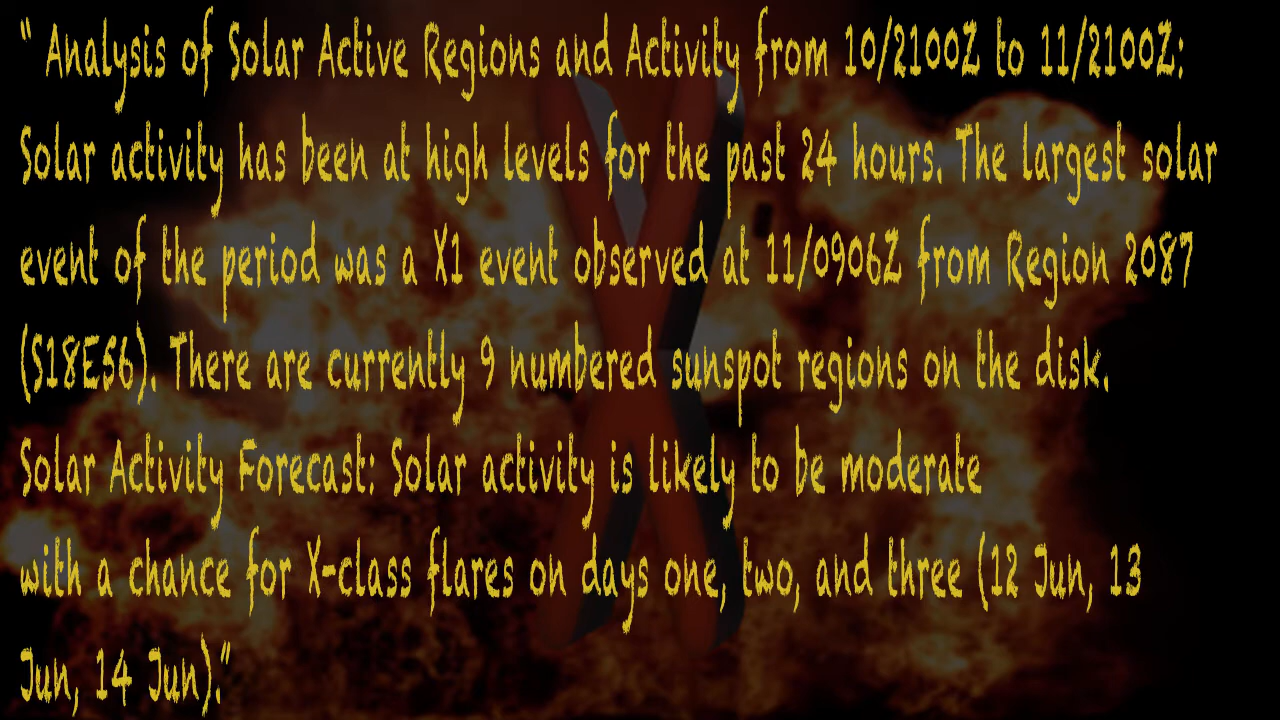 “ Analysis of Solar Active Regions and Activity from 10/2100Z to 11/2100Z:
Solar activity has been at high levels for the past 24 hours. The largest solar
event of the period was a X1 event observed at 11/0906Z from Region 2087
(S18E56). There are currently 9 numbered sunspot regions on the disk.
Solar Activity Forecast: Solar activity is likely to be moderate
with a chance for X-class flares on days one, two, and three (12 Jun, 13
Jun, 14 Jun).”